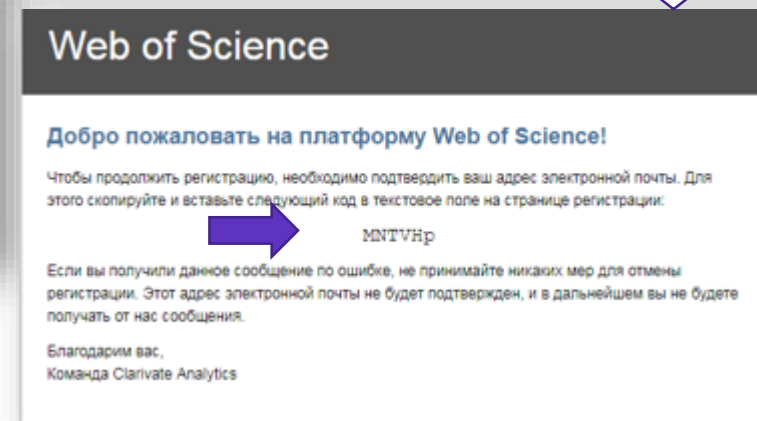 Web of Science
Добро пожаловать на платформу Web of Science!
Чтобы продолжить регистрацию, необходимо подтвердить ваш адрес электронной почты. Для
этого скопируйте и вставьте следующий код в текстовое поле на странице регистрации:
MNTVHp
Если вы получили данное сообщение по ошибке, не принимайте никаких мер для отмены
регистрации. Этот адрес электронной почты не будет подтвержден, и в дальнейшем вы не будете
получать от нас сообщения.
Благодарим вас,
Команда Clarivate Analytics